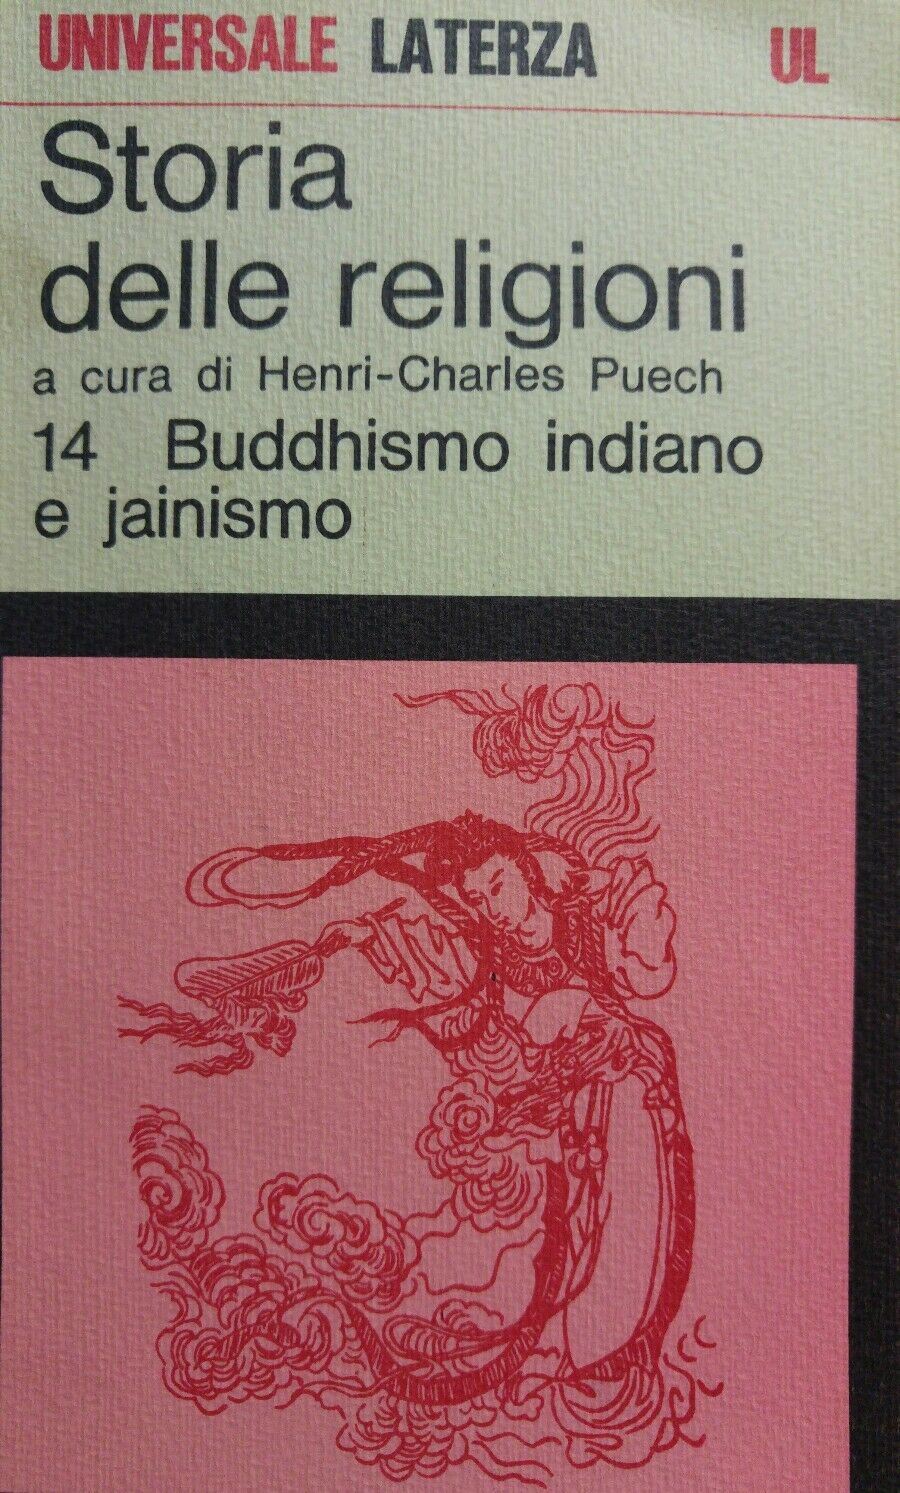 UNIVERSALE LATERZA UL
Storia
delle religioni
a cura di Henri-Charles Puech
14 Buddhismo indiano
e jainismo